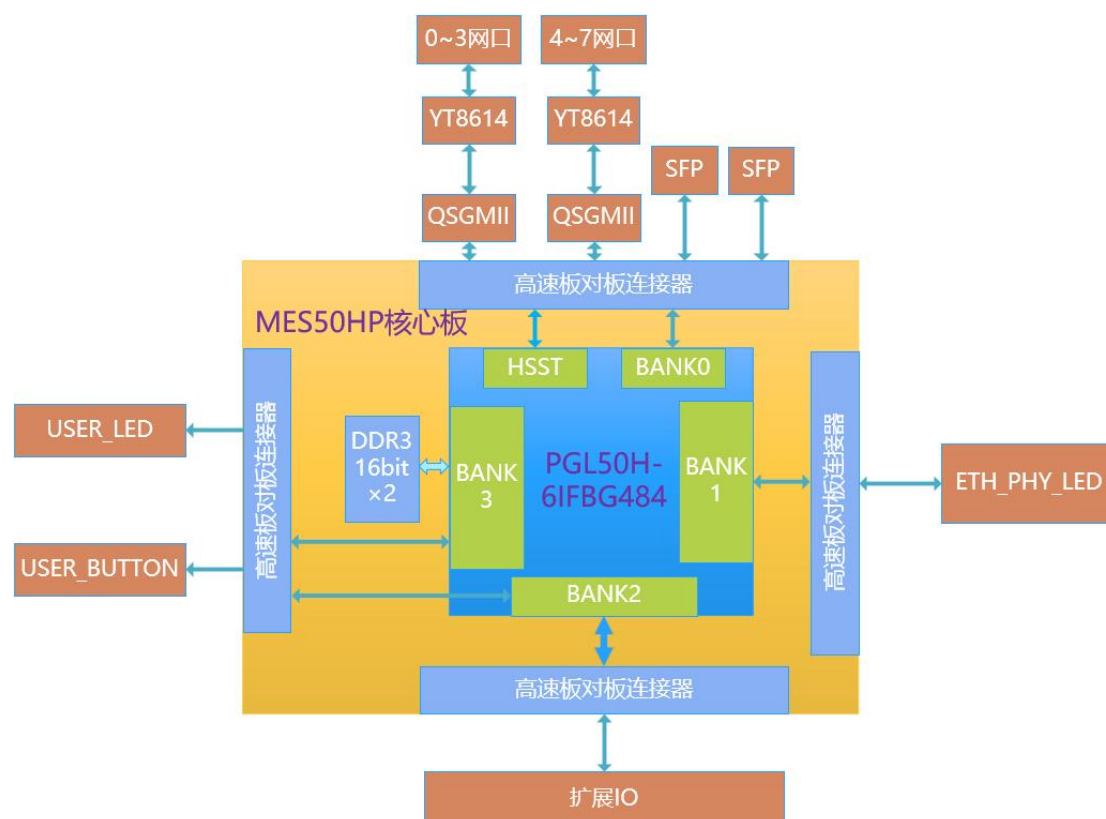 0~3网口
4~7网口
YT8614
YT8614
SFP
SFP
QSGMII
QSGMII
高速板对板连接器
MES50HP核心板
HSST
BANK0
高速板对板连接器
USER_LED
DDR3
16bit
×2
BANK
3
PGL50H-
6IFBG484
BANK
1
高速板对板连接器
ETH_PHY_LED
USER_BUTTON
BANK2
高速板对板连接器
扩展IO